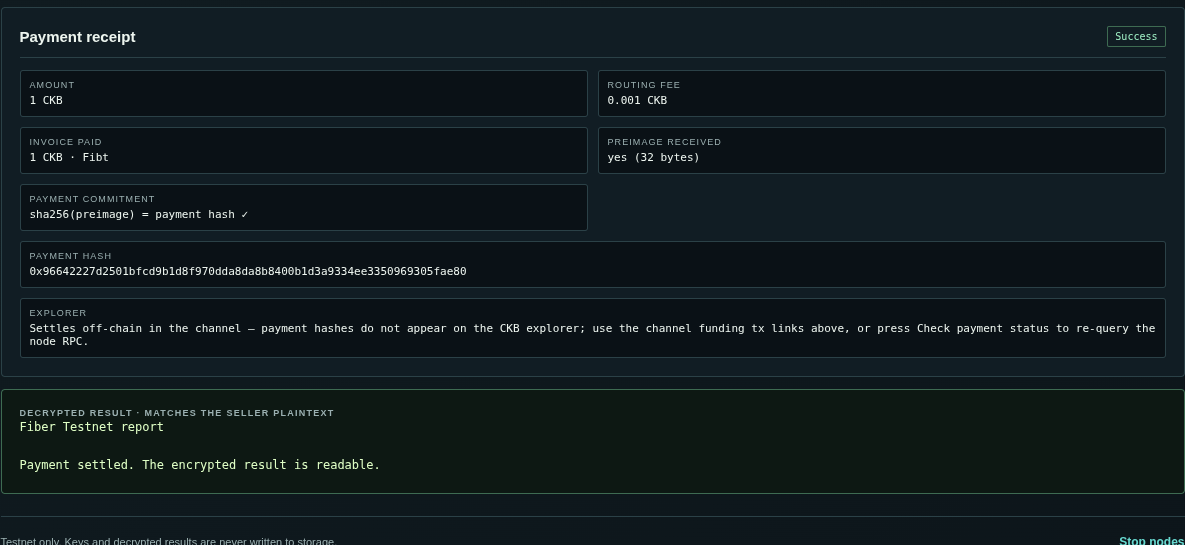 Payment receipt
Success
AMOUNT
1 CKB
ROUTING FEE
0.001 CKB
INVOICE PAID
1 CKB · Fibt
PREIMAGE RECEIVED
yes (32 bytes)
PAYMENT COMMITMENT
sha256(preimage) = payment hash ✓
PAYMENT HASH
0x96642227d2501bfcd9b1d8f970dda8da8b8400b1d3a9334ee3350969305fae80
EXPLORER
Settles off-chain in the channel — payment hashes do not appear on the CKB explorer; use the channel funding tx links above, or press Check payment status to re-query the
node RPC.
DECRYPTED RESULT · MATCHES THE SELLER PLAINTEXT
Fiber Testnet report
Payment settled. The encrypted result is readable.
Testnet only. Keys and decrypted results are never written to storage.
Stop nodes